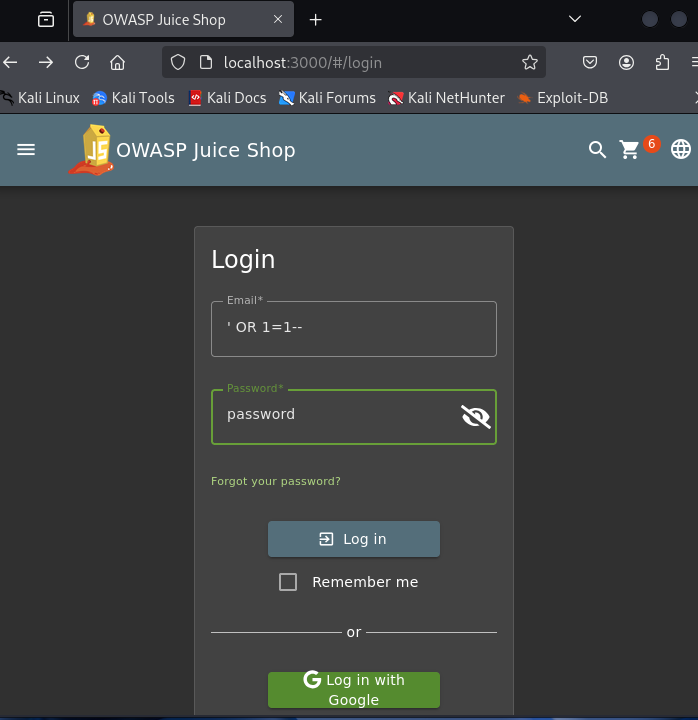 OWASP Juice Shop
localhost:3000/#/login
Kali Linux Kali Tools Kali Docs Kali Forums Kali NetHunter Exploit-DB
JS OWASP Juice Shop 6
Login
Email*
' OR 1=1--
Password*
password
Forgot your password?
Log in
Remember me
or
G Log in with
Google